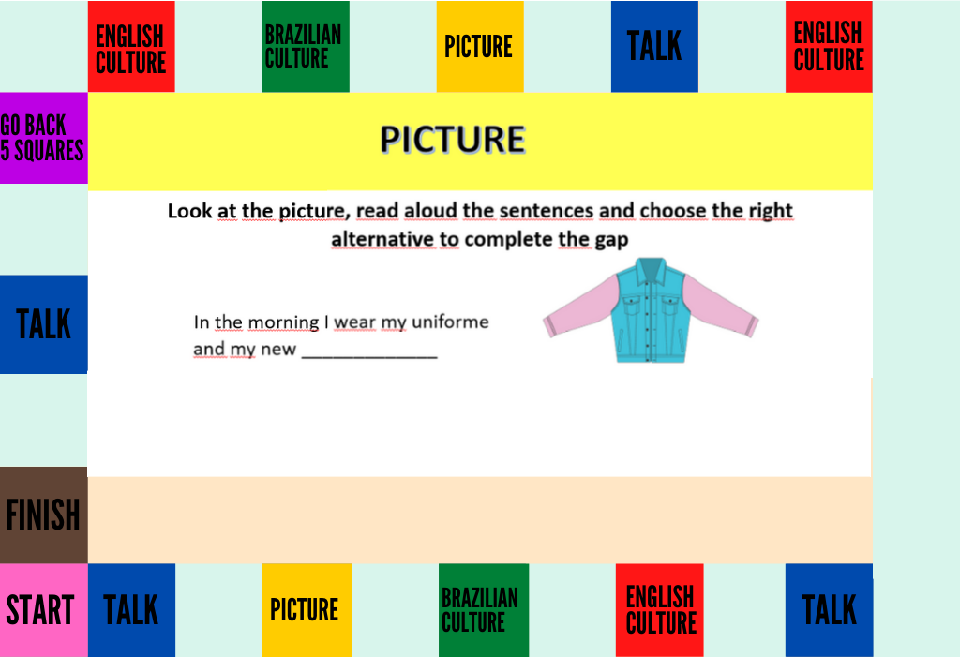 ENGLISH
CULTURE
BRAZILIAN
CULTURE
PICTURE
TALK
ENGLISH
CULTURE
GO BACK
5 SQUARES
PICTURE
Look at the picture, read aloud the sentences and choose the right
alternative to complete the gap
In the morning I wear my uniforme
and my new _____________
TALK
FINISH
START
TALK
PICTURE
BRAZILIAN
CULTURE
ENGLISH
CULTURE
TALK